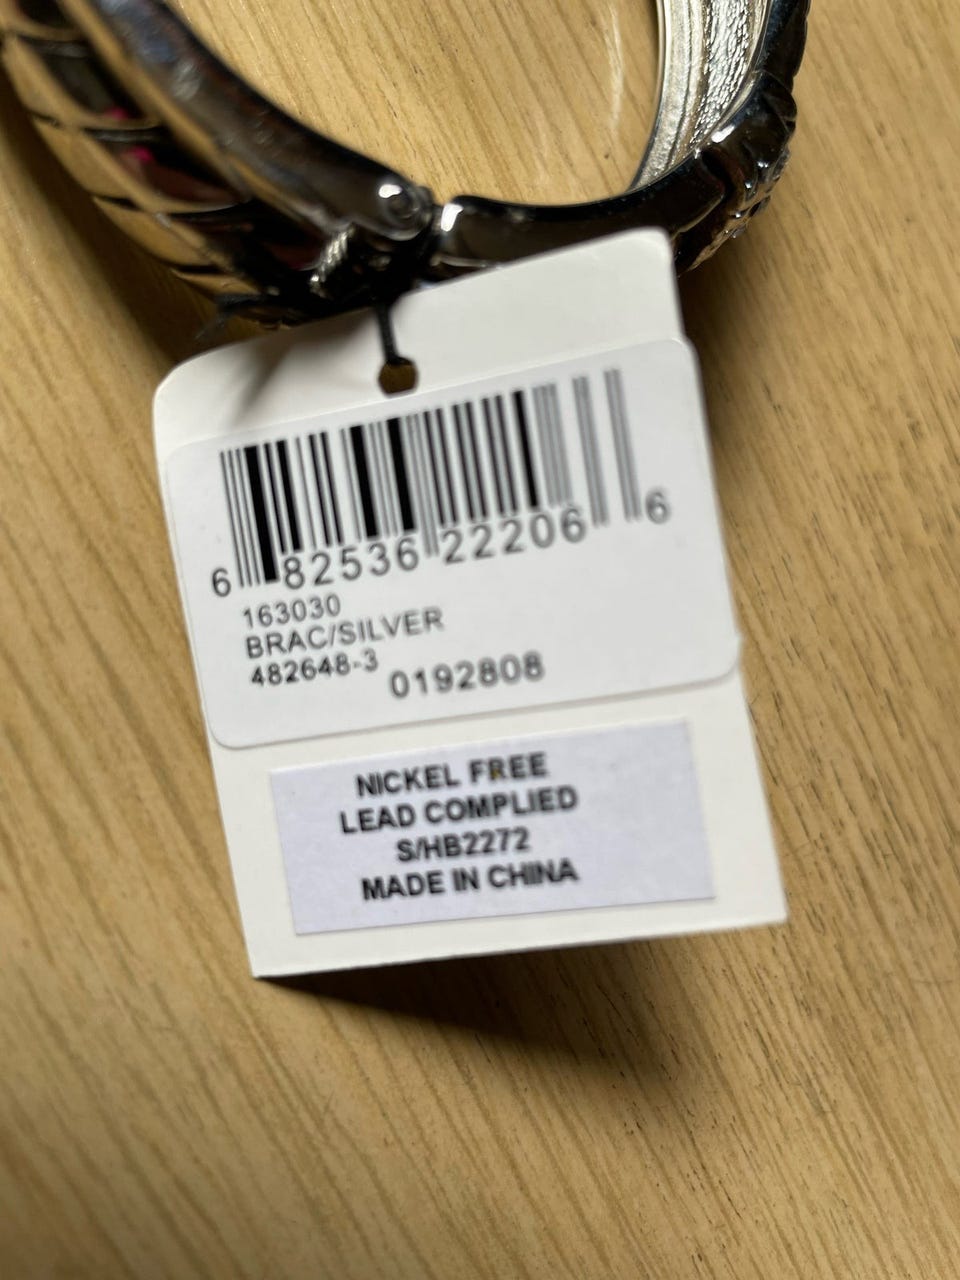 6 82536 22206 6
163030
BRAC/SILVER
482648-3 0192808
NICKEL FREE
LEAD COMPLIED
S/HB2272
MADE IN CHINA